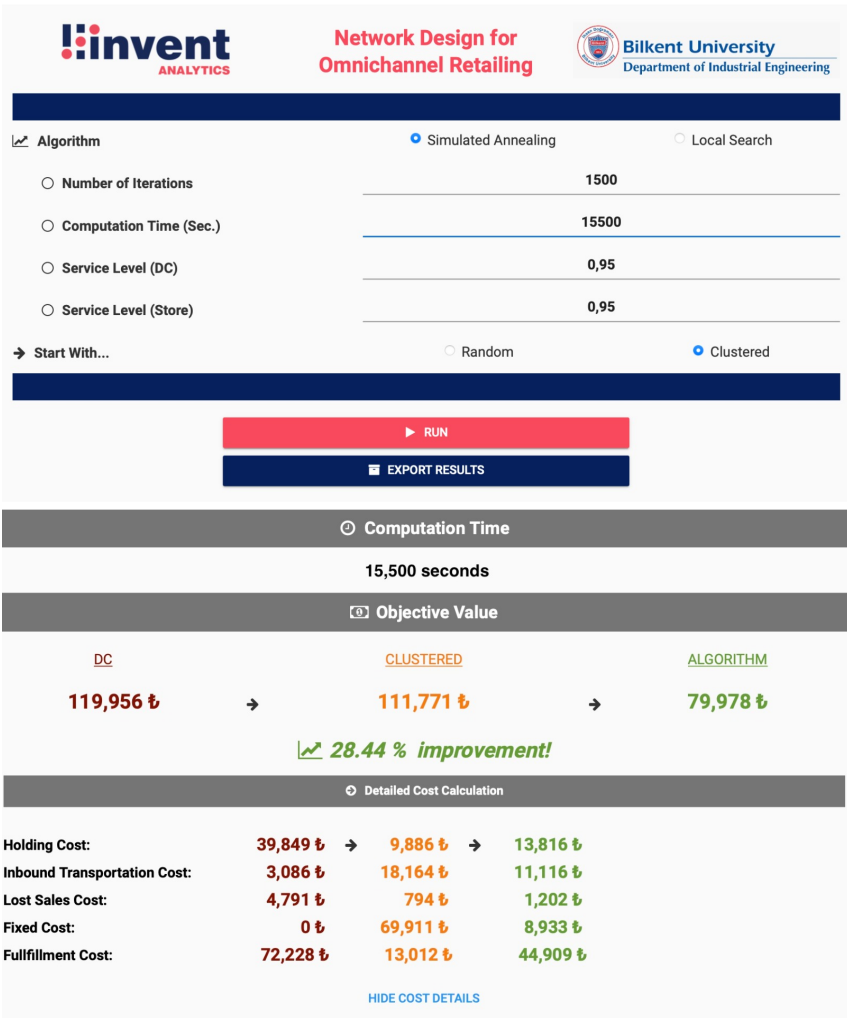 invent
ANALYTICS
Network Design for
Omnichannel Retailing
Bilkent University
Department of Industrial Engineering
Algorithm Simulated Annealing Local Search
Number of Iterations 1500
Computation Time (Sec.) 15500
Service Level (DC) 0,95
Service Level (Store) 0,95
Start With... Random Clustered
RUN
EXPORT RESULTS
Computation Time
15,500 seconds
Objective Value
DC CLUSTERED ALGORITHM
119,956 ₺ → 111,771 ₺ → 79,978 ₺
28.44 % improvement!
Detailed Cost Calculation
Holding Cost: 39,849 ₺ → 9,886 ₺ → 13,816 ₺
Inbound Transportation Cost: 3,086 ₺ 18,164 ₺ 11,116 ₺
Lost Sales Cost: 4,791 ₺ 794 ₺ 1,202 ₺
Fixed Cost: 0 ₺ 69,911 ₺ 8,933 ₺
Fullfillment Cost: 72,228 ₺ 13,012 ₺ 44,909 ₺
HIDE COST DETAILS